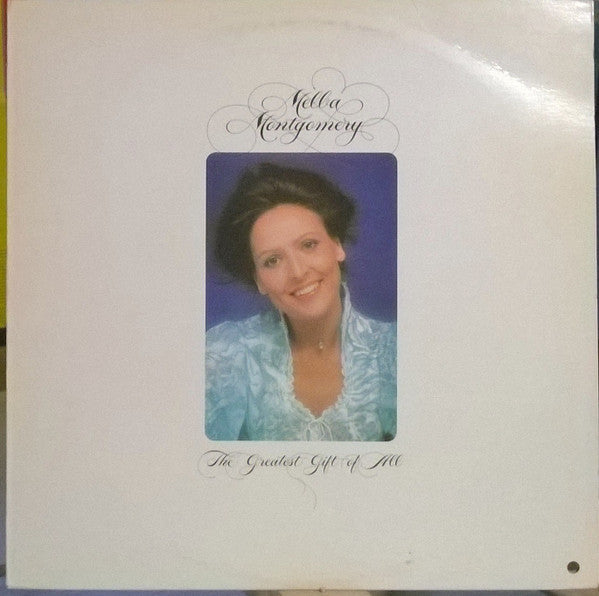 Melba
Montgomery
The Greatest Gift of All